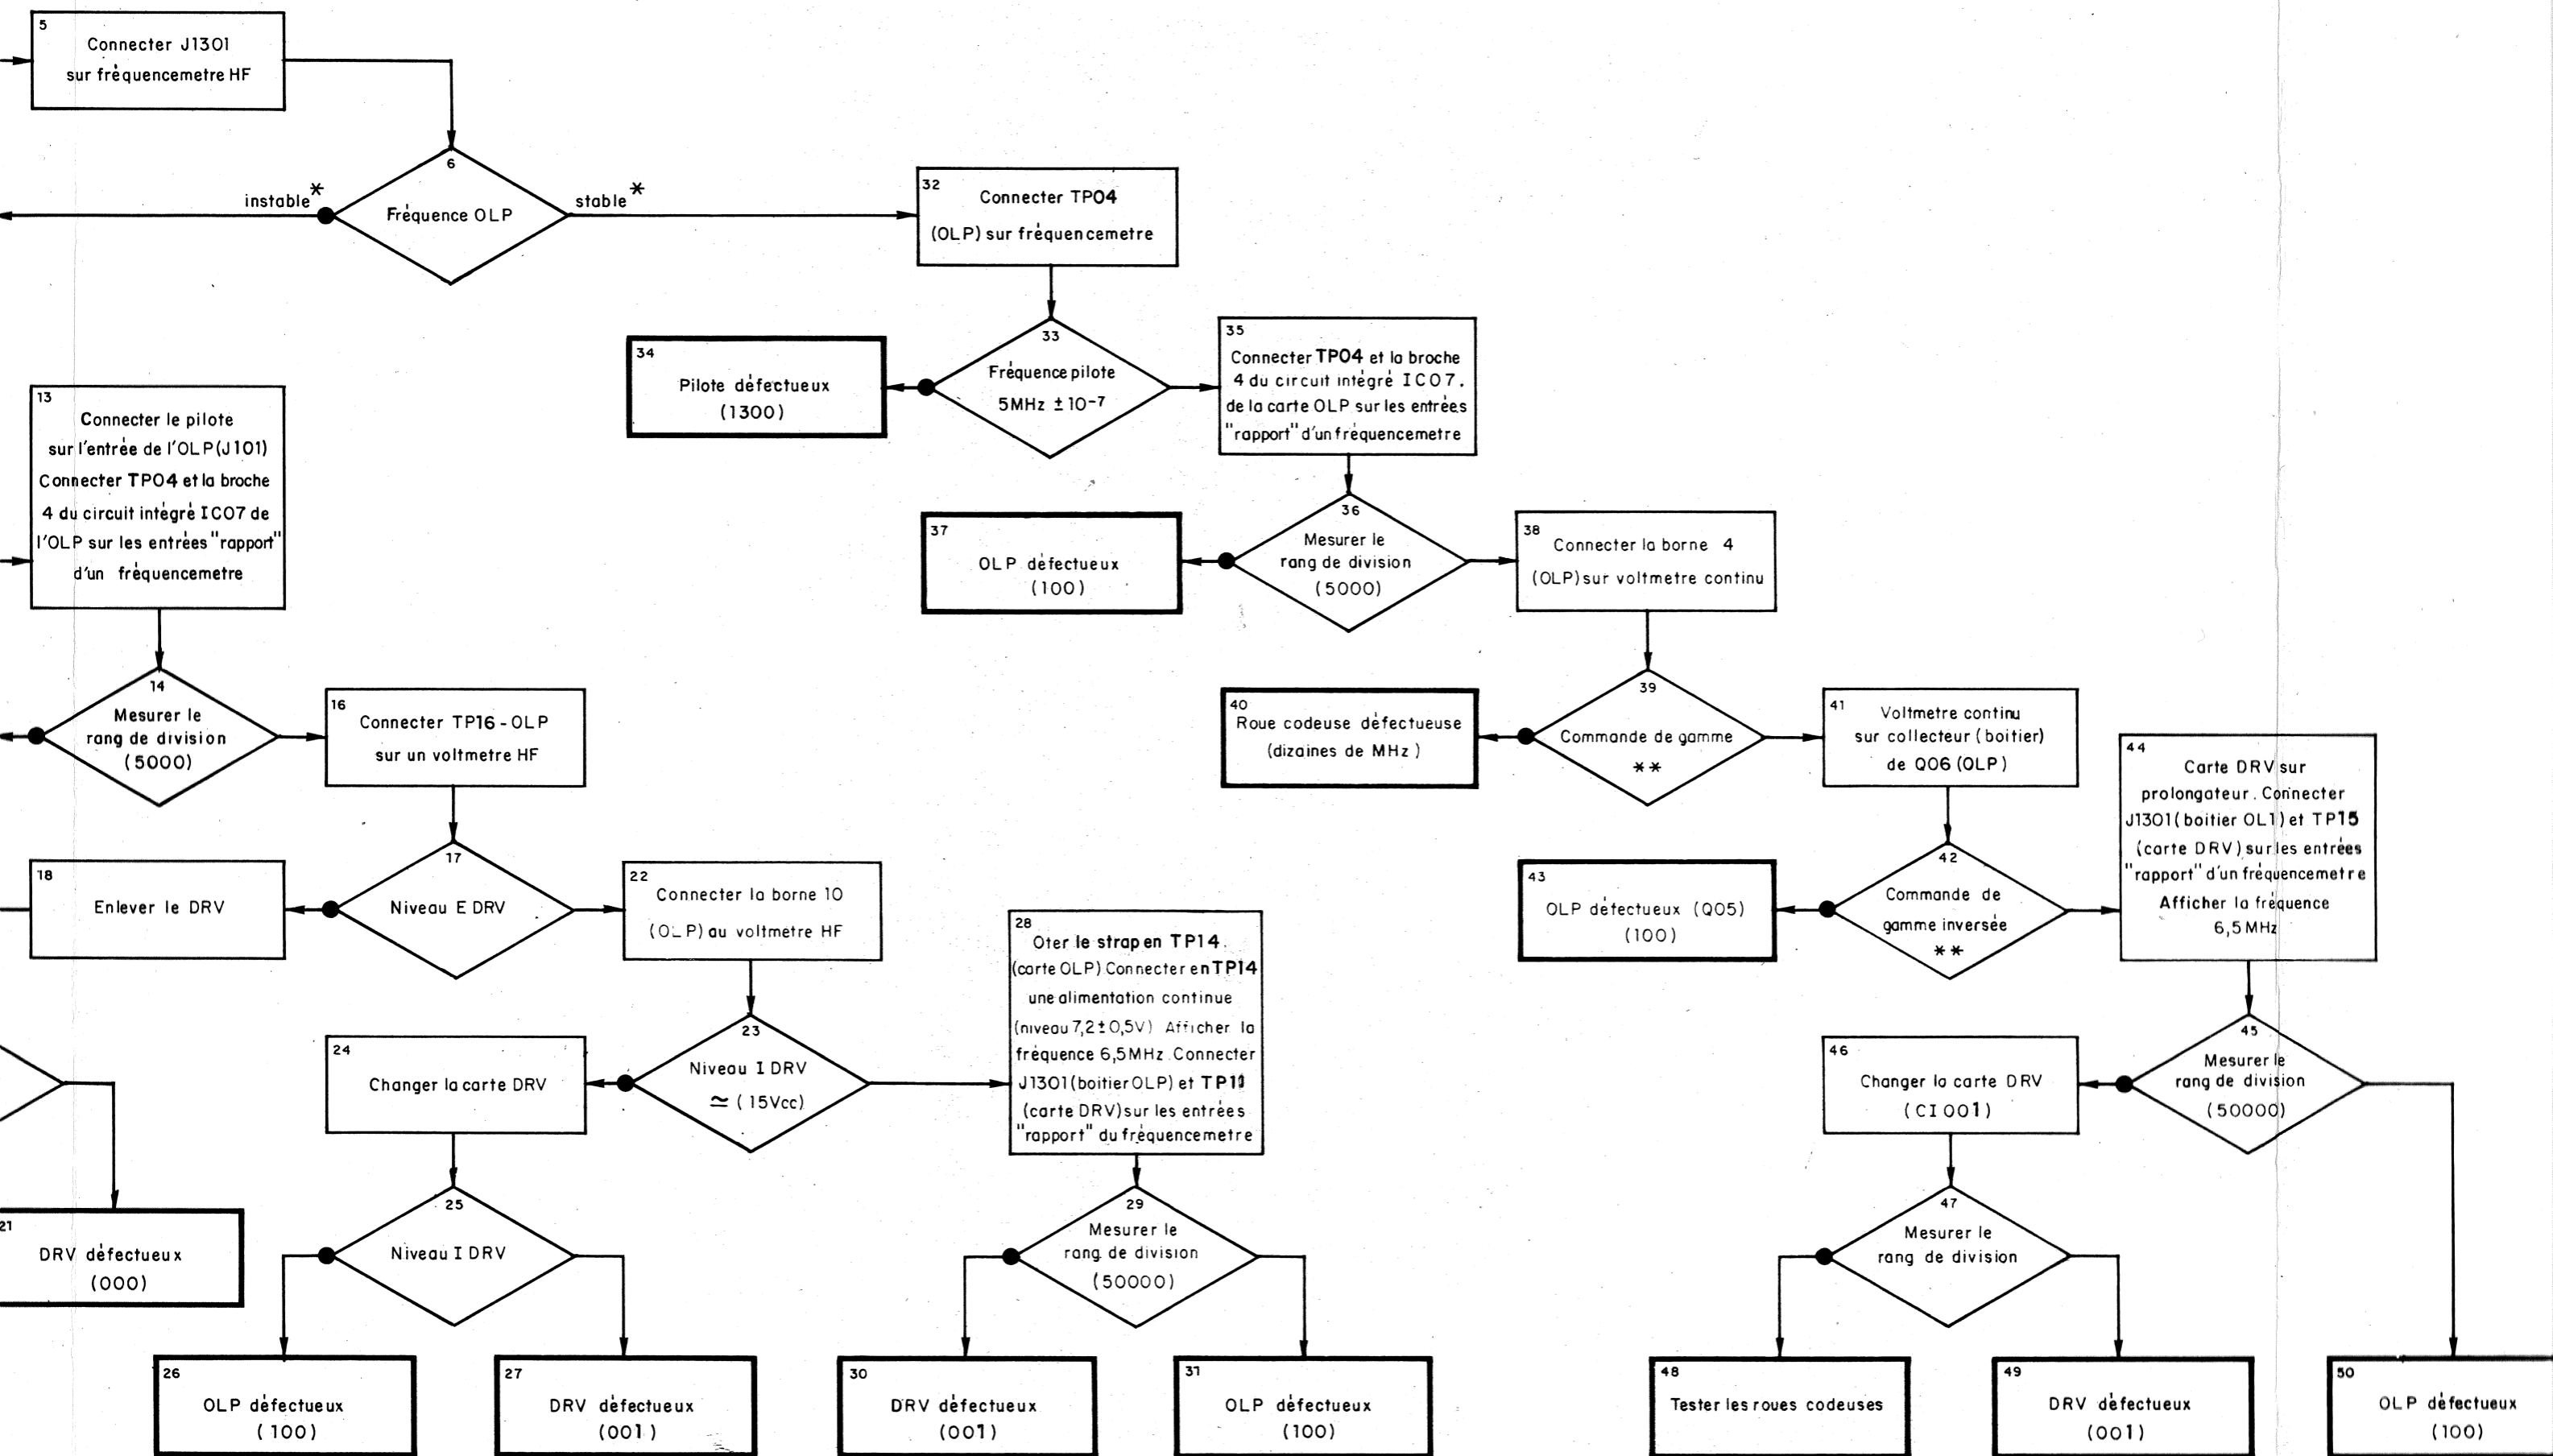 5
Connecter J1301
sur fréquencemetre HF
6
Fréquence OLP
instable*
stable*
32
Connecter TP04
(OLP) sur fréquencemetre
33
Fréquence pilote
5MHz ±10-7
34
Pilote défectueux
(1300)
35
Connecter TP04 et la broche
4 du circuit intégré IC07.
de la carte OLP sur les entrées
"rapport" d'un fréquencemetre
13
Connecter le pilote
sur l'entrée de l'OLP (J101)
Connecter TP04 et la broche
4 du circuit intégré IC07 de
l'OLP sur les entrées "rapport"
d'un fréquencemetre
36
Mesurer le
rang de division
(5000)
37
OLP défectueux
(100)
38
Connecter la borne 4
(OLP) sur voltmetre continu
14
Mesurer le
rang de division
(5000)
16
Connecter TP16-OLP
sur un voltmetre HF
39
Commande de gamme
**
40
Roue codeuse défectueuse
(dizaines de MHz)
41
Voltmetre continu
sur collecteur (boitier)
de Q06 (OLP)
44
Carte DRV sur
prolongateur. Connecter
J1301 (boitier OL1) et TP15
(carte DRV) sur les entrées
"rapport" d'un fréquencemetre
Afficher la fréquence
6,5 MHz
17
Niveau E DRV
18
Enlever le DRV
22
Connecter la borne 10
(OLP) au voltmetre HF
42
Commande de
gamme inversée
**
43
OLP défectueux (Q05)
(100)
28
Oter le strap en TP14.
(carte OLP) Connecter en TP14
une alimentation continue
(niveau 7,2±0,5V) Afficher la
fréquence 6,5MHz. Connecter
J1301 (boitier OLP) et TP11
(carte DRV) sur les entrées
"rapport" du fréquencemetre
23
Niveau I DRV
≃ (15Vcc)
24
Changer la carte DRV
45
Mesurer le
rang de division
(50000)
46
Changer la carte DRV
(CI 001)
21
DRV défectueux
(000)
25
Niveau I DRV
29
Mesurer le
rang de division
(50000)
47
Mesurer le
rang de division
26
OLP défectueux
(100)
27
DRV défectueux
(001)
30
DRV défectueux
(001)
31
OLP défectueux
(100)
48
Tester les roues codeuses
49
DRV défectueux
(001)
50
OLP défectueux
(100)